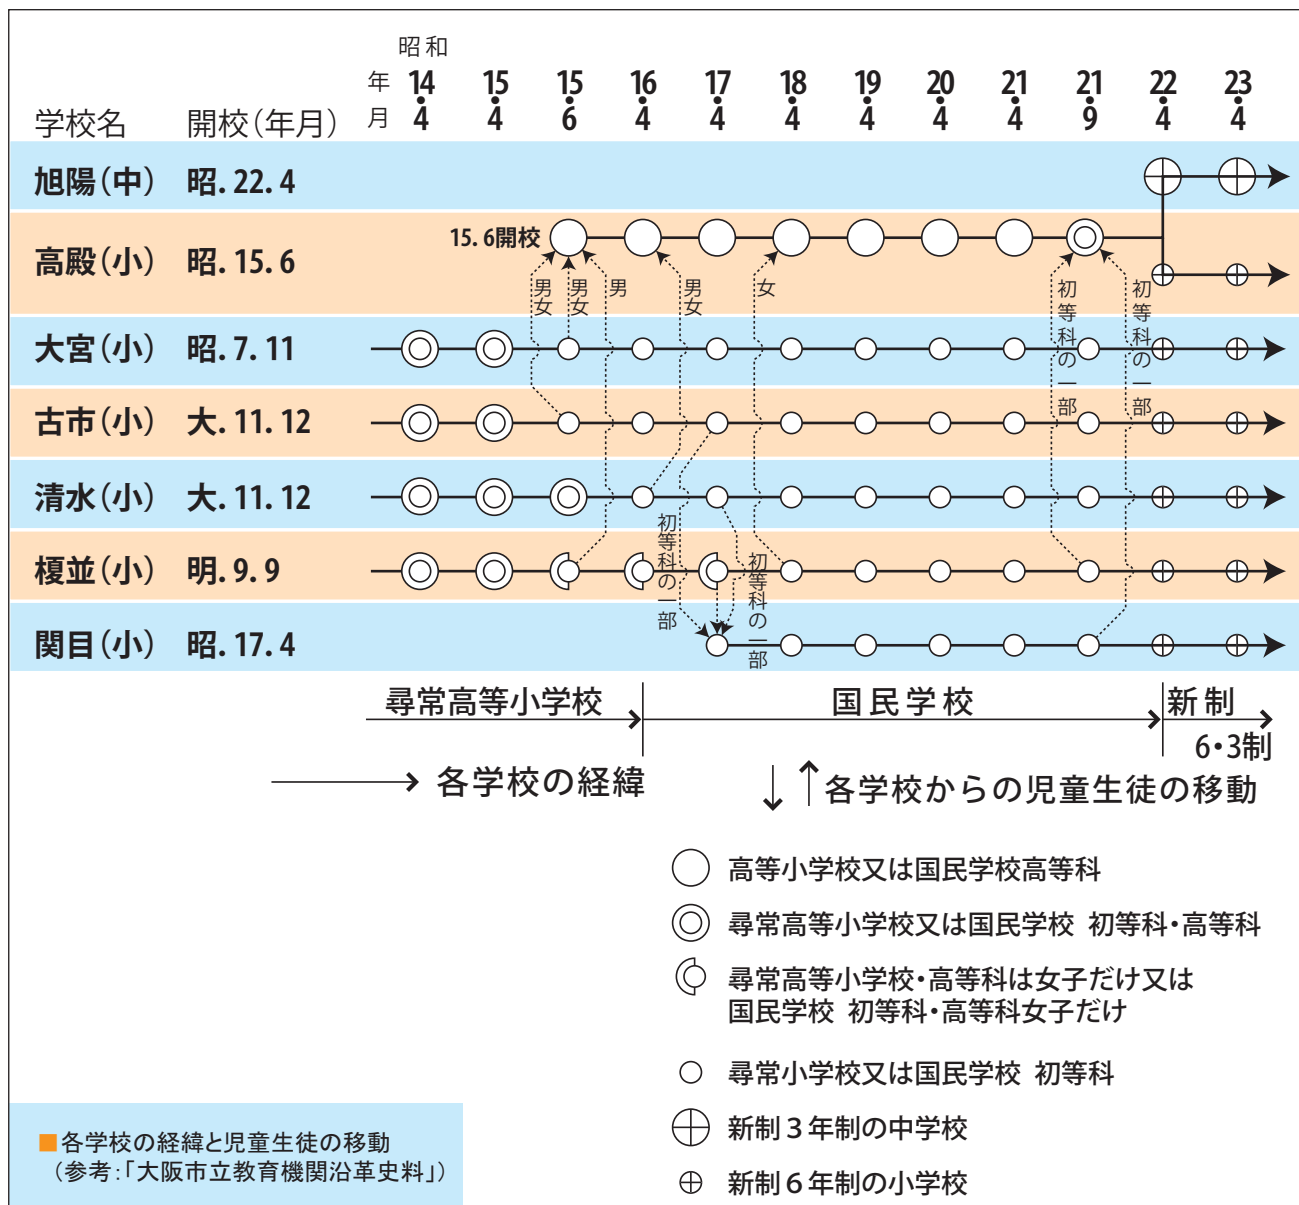 昭和
年 14 15 15 16 17 18 19 20 21 21 22 23
月 4 4 6 4 4 4 4 4 4 9 4 4
学校名 開校(年月)
旭陽(中) 昭. 22. 4
15. 6開校
高殿(小) 昭. 15. 6
男女
男女
男
男女
女
初等科の一部
初等科の一部
大宮(小) 昭. 7. 11
古市(小) 大. 11. 12
清水(小) 大. 11. 12
初等科の一部
初等科の一部
榎並(小) 明. 9. 9
関目(小) 昭. 17. 4
尋常高等小学校 国民学校 新制
6・3制
各学校の経緯 各学校からの児童生徒の移動
高等小学校又は国民学校高等科
尋常高等小学校又は国民学校 初等科・高等科
尋常高等小学校・高等科は女子だけ又は
国民学校 初等科・高等科女子だけ
尋常小学校又は国民学校 初等科
新制3年制の中学校
新制6年制の小学校
■各学校の経緯と児童生徒の移動
(参考:「大阪市立教育機関沿革史料」)